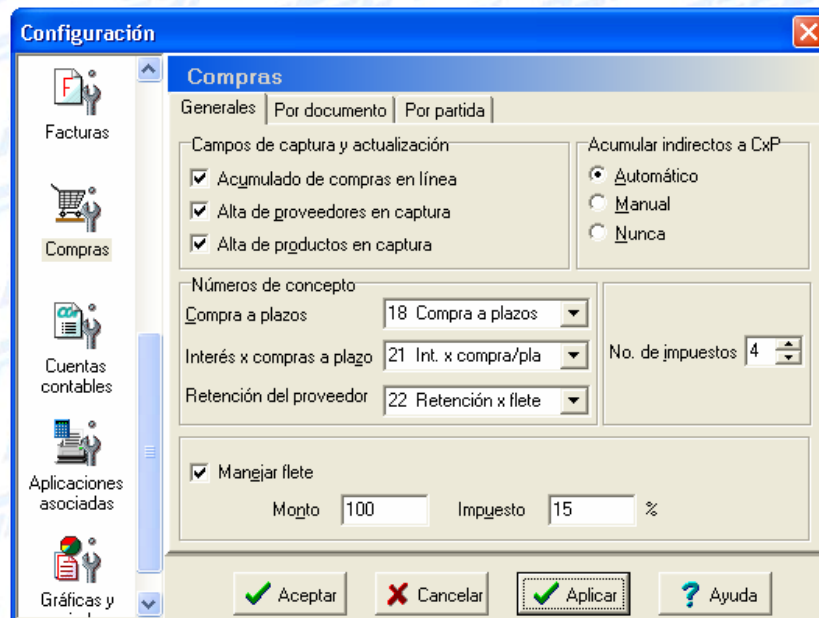 Configuración
Facturas
Compras
Cuentas
contables
Aplicaciones
asociadas
Gráficas y
Compras
Generales
Por documento
Por partida
Campos de captura y actualización
Acumulado de compras en línea
Alta de proveedores en captura
Alta de productos en captura
Acumular indirectos a CxP
Automático
Manual
Nunca
Números de concepto
Compra a plazos
18 Compra a plazos
Interés x compras a plazo
21 Int. x compra/pla
Retención del proveedor
22 Retención x flete
No. de impuestos
4
Manejar flete
Monto
100
Impuesto
15
%
Aceptar
Cancelar
Aplicar
Ayuda